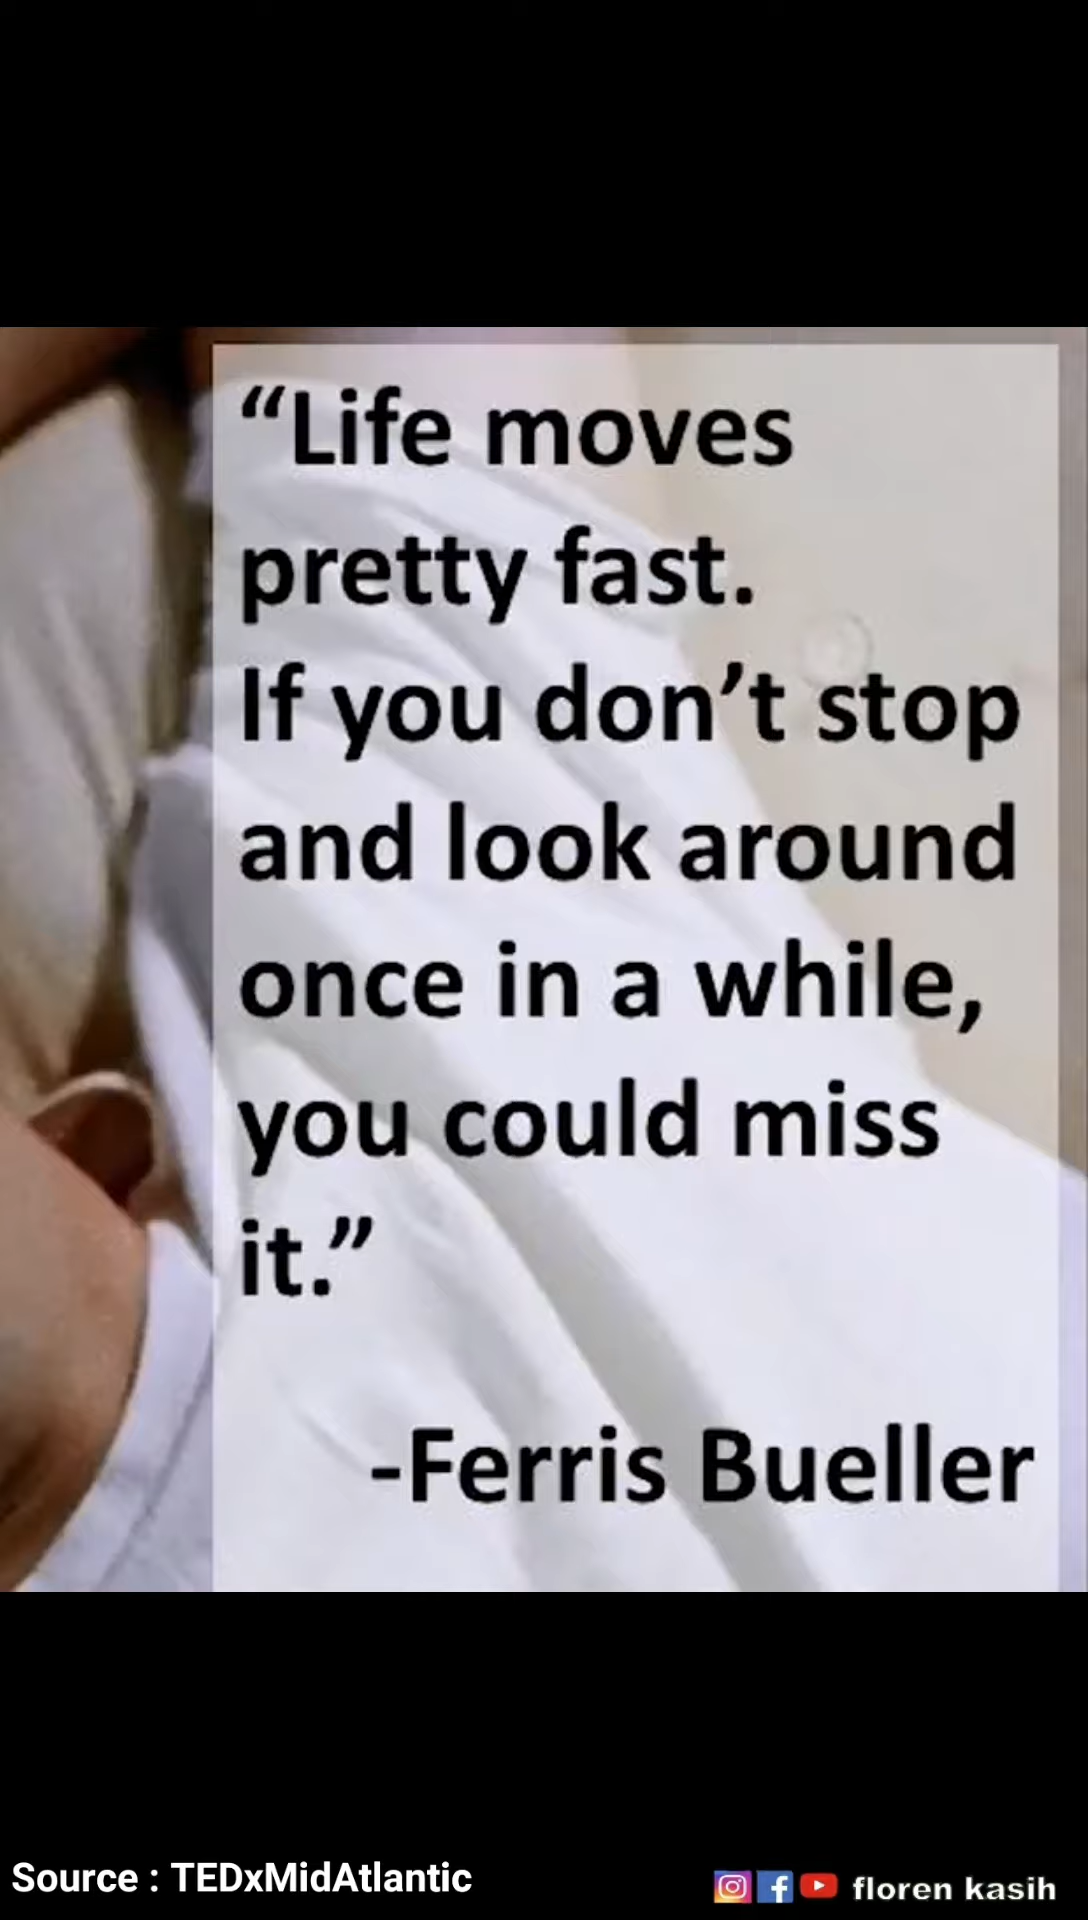 “Life moves
pretty fast.
If you don’t stop
and look around
once in a while,
you could miss
it.”
-Ferris Bueller
Source : TEDxMidAtlantic
floren kasih